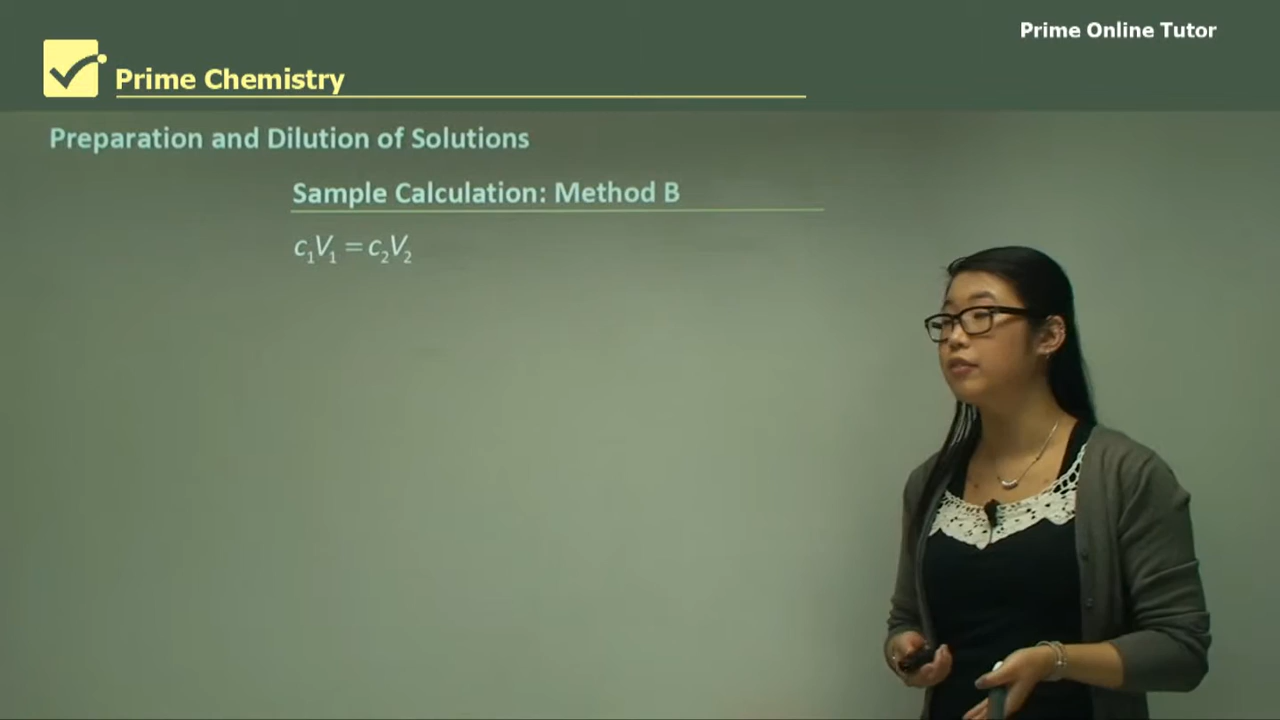 Prime Online Tutor
Prime Chemistry
Preparation and Dilution of Solutions
Sample Calculation: Method B
c₁V₁ = c₂V₂